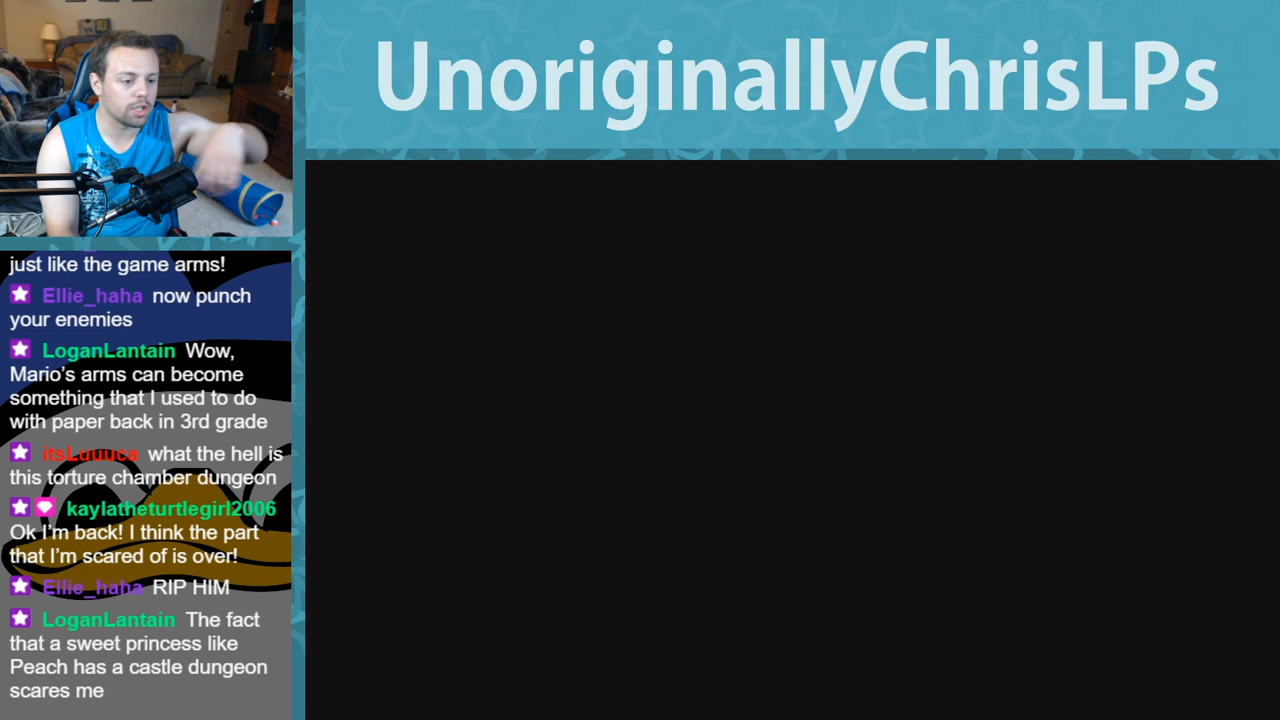 UnoriginallyChrisLPs
just like the game arms!
Ellie_haha now punch
your enemies
LoganLantain Wow,
Mario's arms can become
something that I used to do
with paper back in 3rd grade
itsLuuuca what the hell is
this torture chamber dungeon
kaylatheturtlegirl2006
Ok I'm back! I think the part
that I'm scared of is over!
Ellie_haha RIP HIM
LoganLantain The fact
that a sweet princess like
Peach has a castle dungeon
scares me